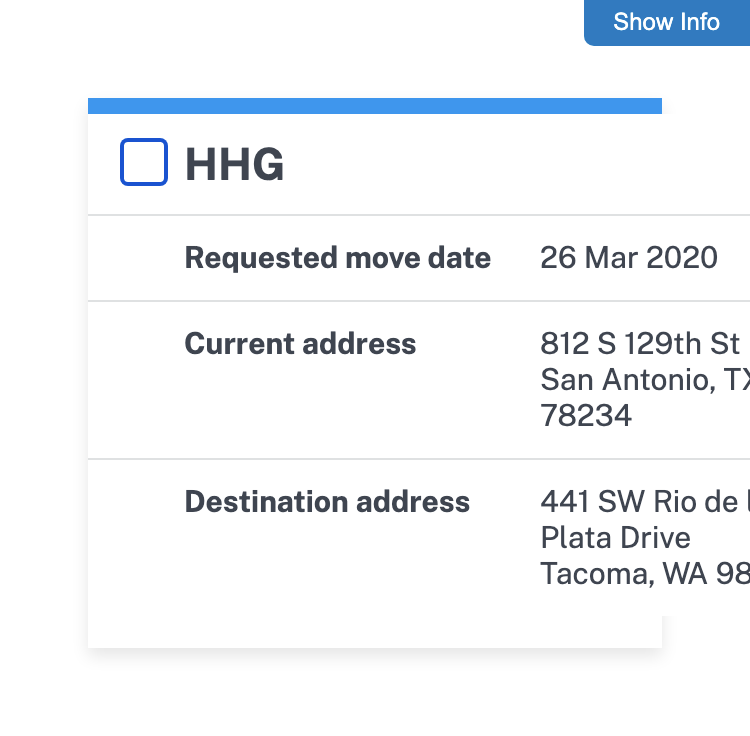 Show Info
HHG
Requested move date 26 Mar 2020
Current address 812 S 129th St
San Antonio, TX
78234
Destination address 441 SW Rio de
Plata Drive
Tacoma, WA 98